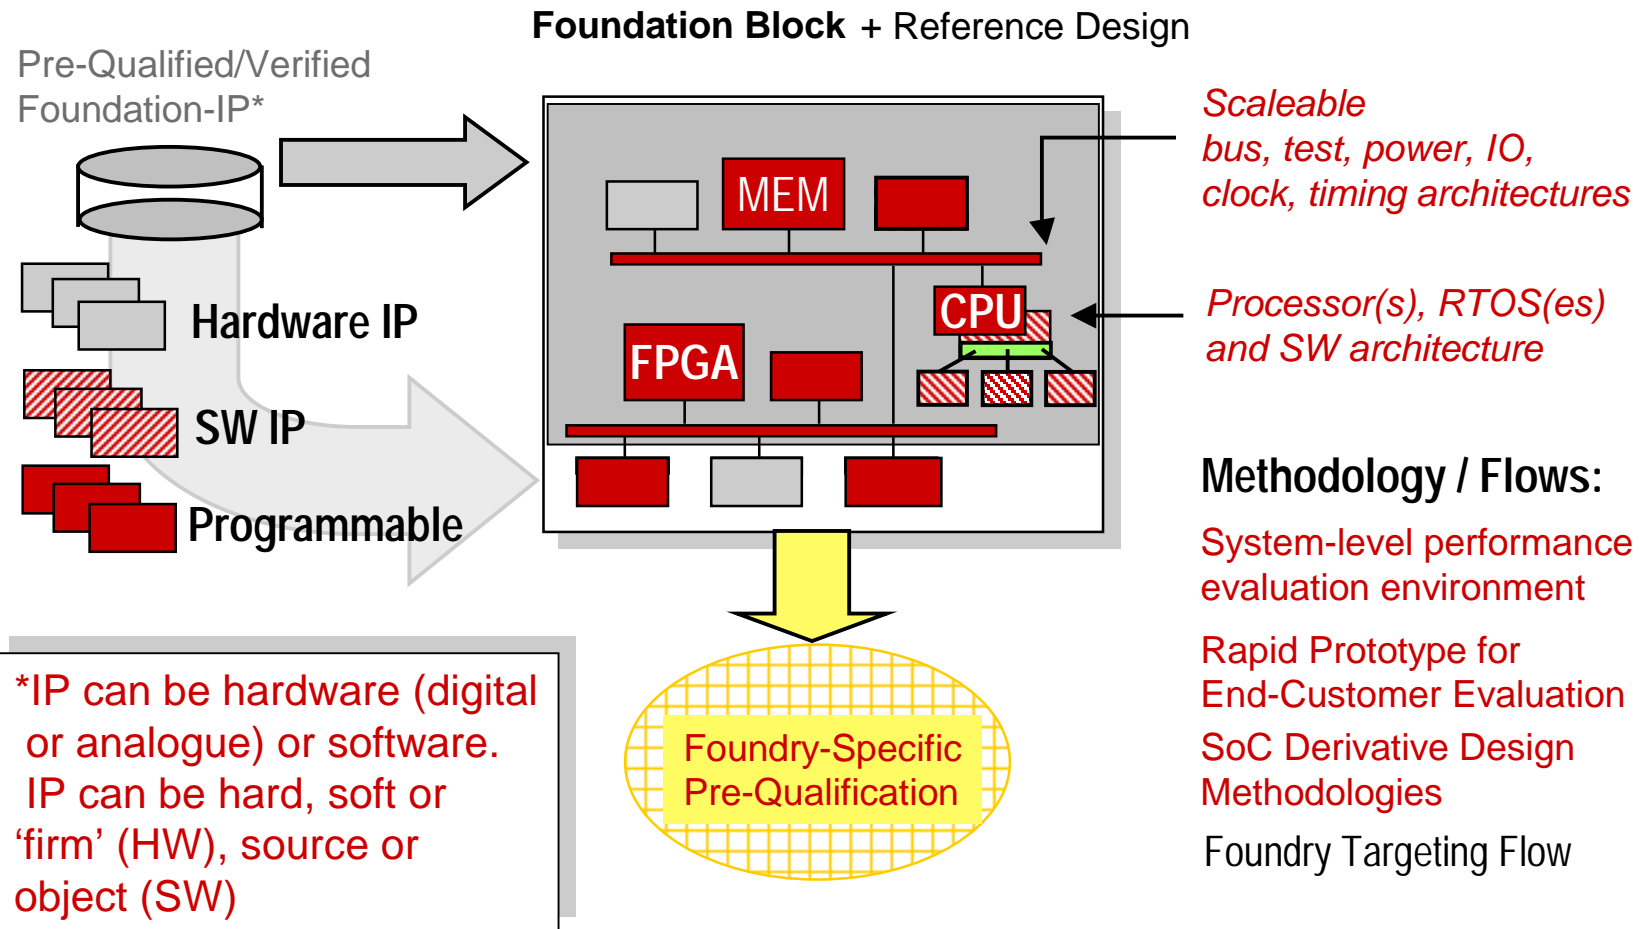 Foundation Block + Reference Design
Pre-Qualified/Verified
Foundation-IP*
Scaleable
bus, test, power, IO,
clock, timing architectures
MEM
Hardware IP
CPU
Processor(s), RTOS(es)
and SW architecture
FPGA
SW IP
Programmable
Methodology / Flows:
System-level performance
evaluation environment
Rapid Prototype for
End-Customer Evaluation
SoC Derivative Design
Methodologies
Foundry Targeting Flow
*IP can be hardware (digital
or analogue) or software.
IP can be hard, soft or
‘firm’ (HW), source or
object (SW)
Foundry-Specific
Pre-Qualification